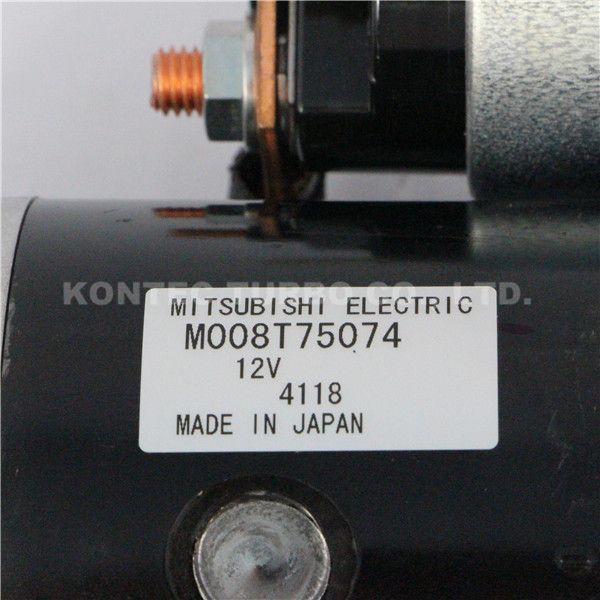 KONTEC TURBO CO., LTD.
MITSUBISHI ELECTRIC
M008T75074
12V
4118
MADE IN JAPAN